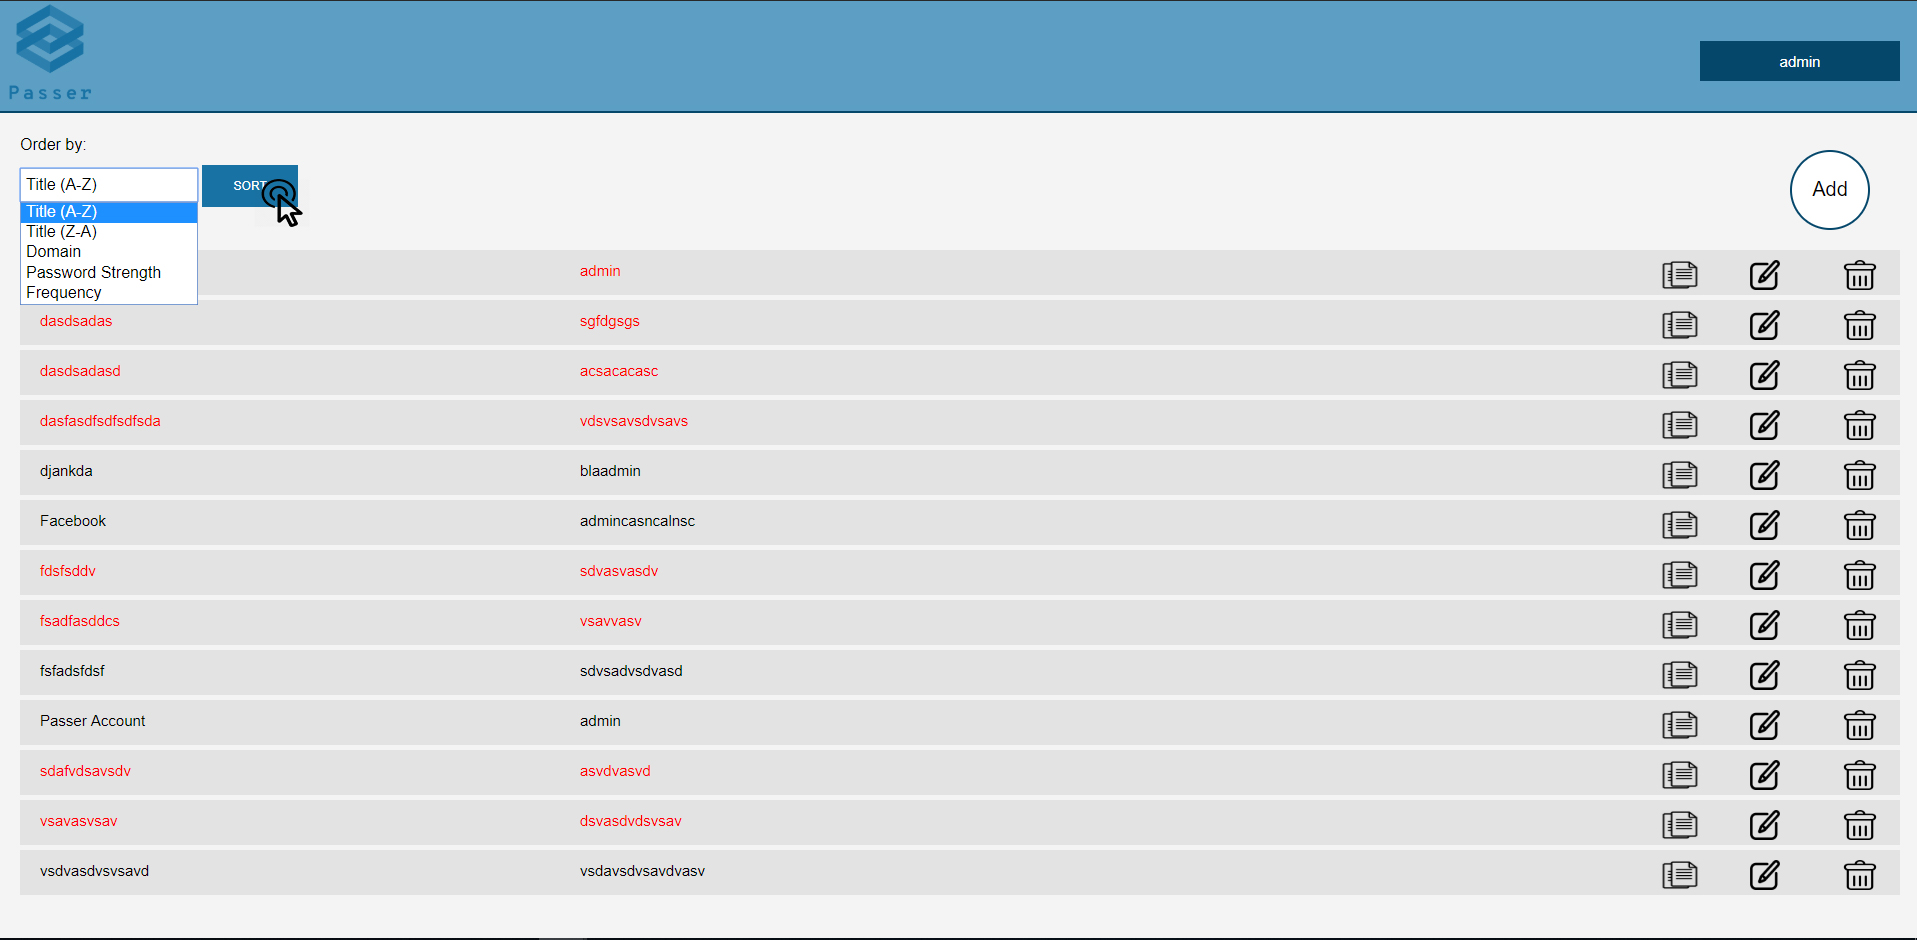 Passer
admin
Order by:
Title (A-Z)
SORT
Add
Title (A-Z)
Title (Z-A)
Domain
Password Strength
Frequency
admin
dasdsadas sgfdgsgs
dasdsadasd acsacacasc
dasfasdfsdfsdfsda vdsvsavsdvsavs
djankda blaadmin
Facebook admincasncalnsc
fdsfsddv sdvasvasdv
fsadfasddcs vsavvasv
fsfadsfdsf sdvsadvsdvasd
Passer Account admin
sdafvdsavsdv asvdvasvd
vsavasvsav dsvasdvdsvsav
vsdvasdvsvsavd vsdavsdvsavdvasv